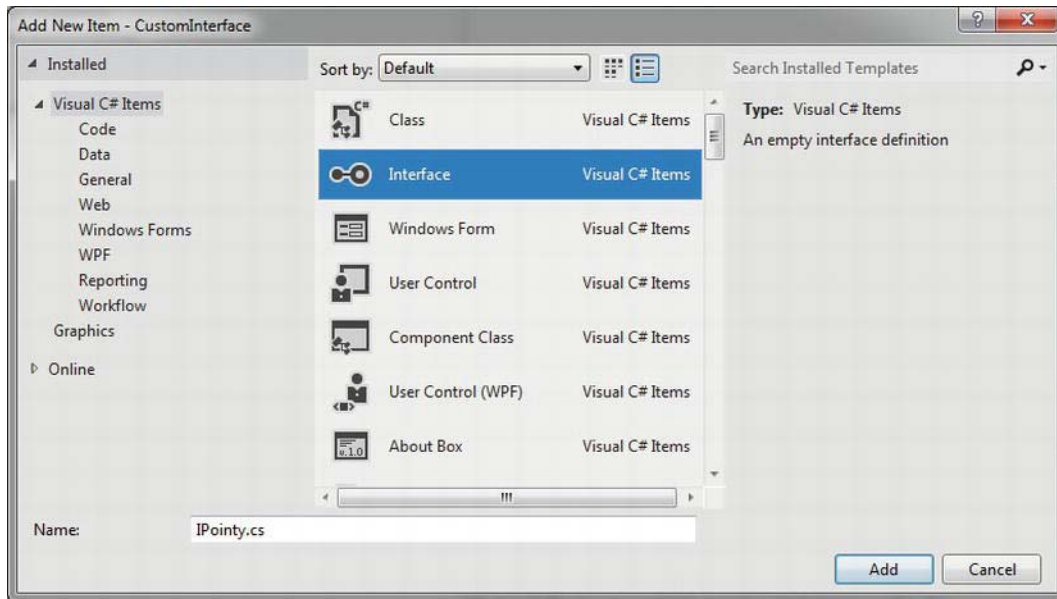 Add New Item - CustomInterface
Installed
Visual C# Items
Code
Data
General
Web
Windows Forms
WPF
Reporting
Workflow
Graphics
Online
Sort by: Default
C#
Class Visual C# Items
Interface Visual C# Items
Windows Form Visual C# Items
User Control Visual C# Items
Component Class Visual C# Items
User Control (WPF) Visual C# Items
v.1.0
About Box Visual C# Items
Search Installed Templates
Type: Visual C# Items
An empty interface definition
Name: IPointy.cs
Add Cancel